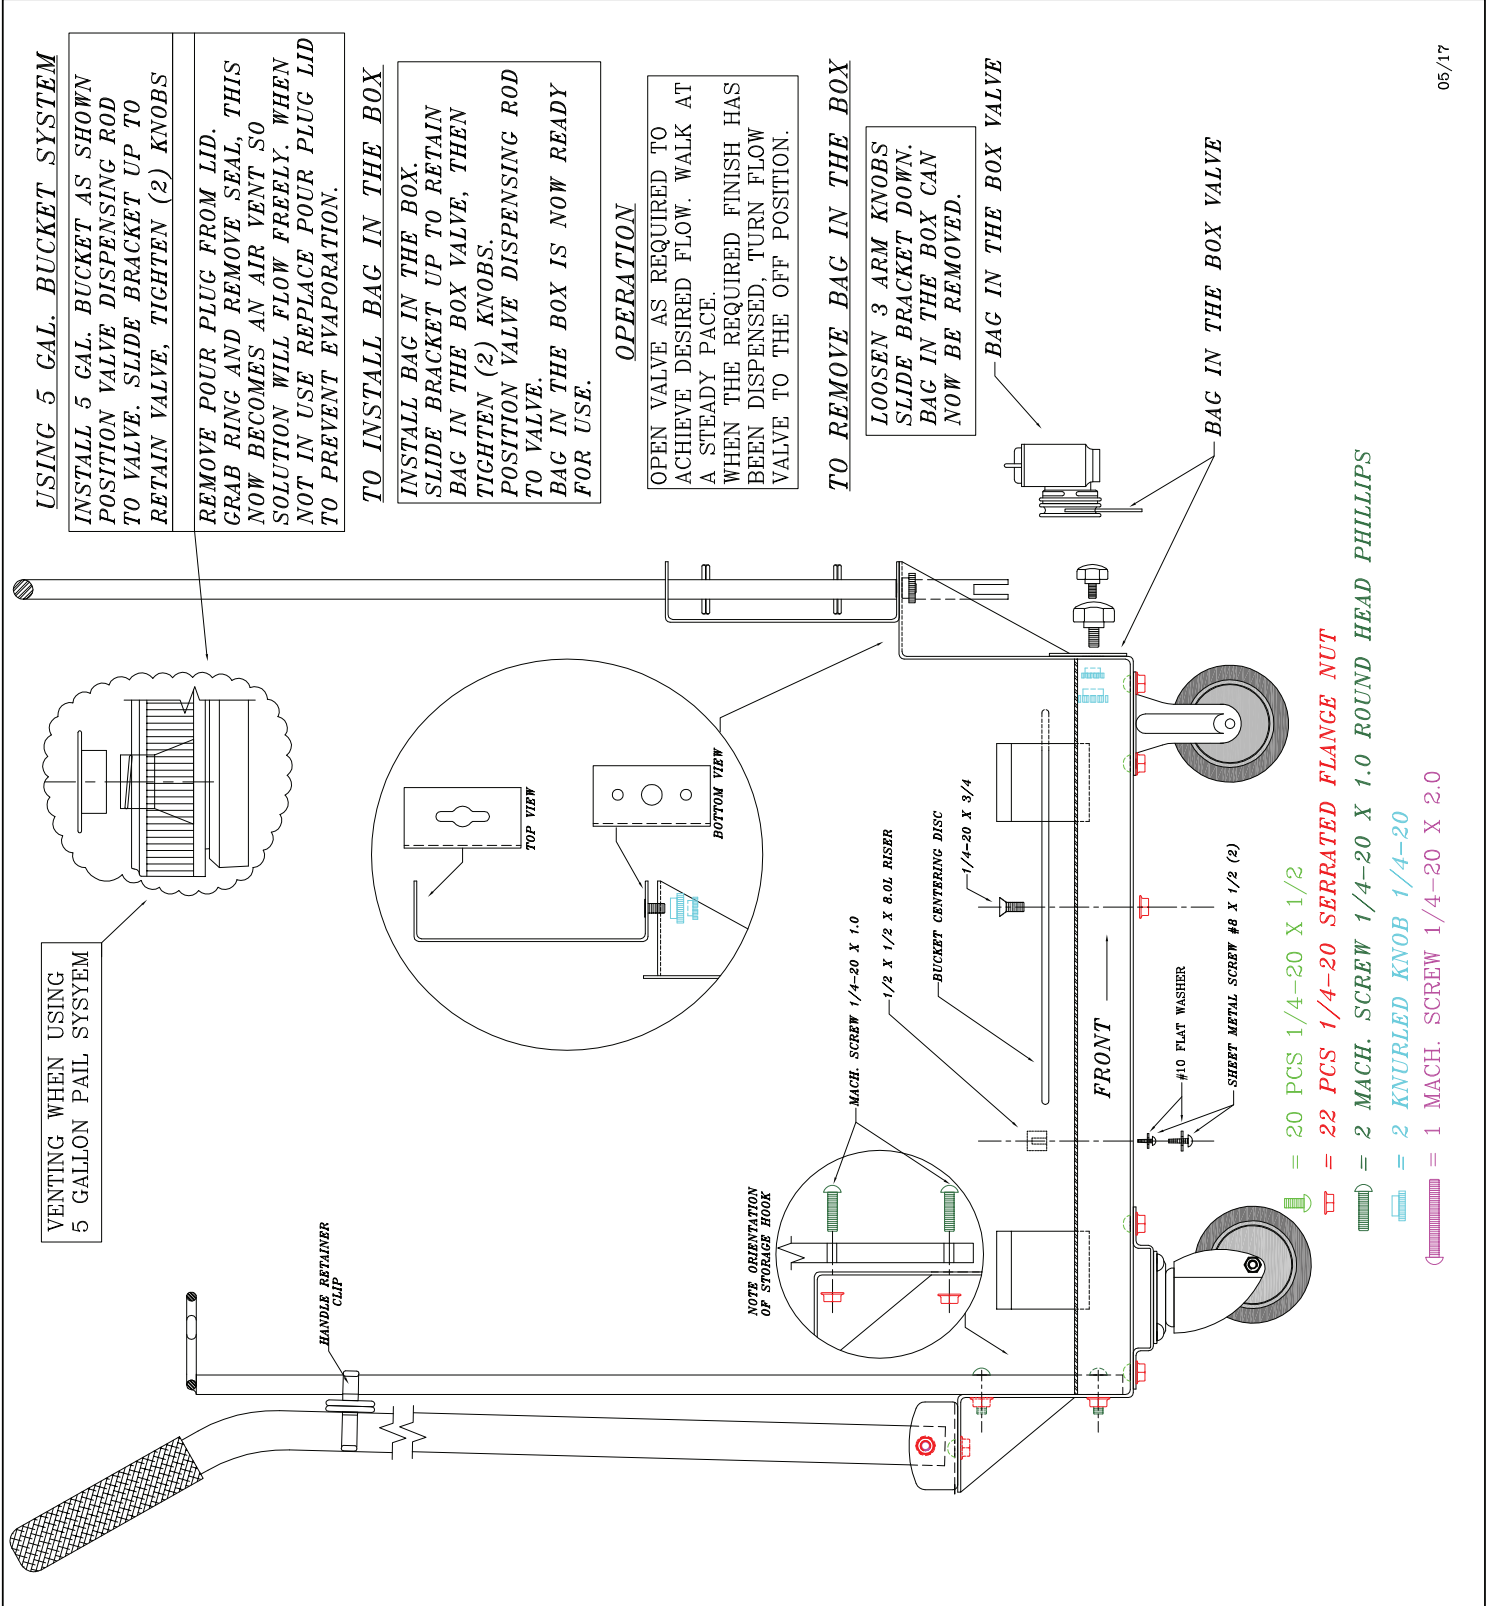 USING 5 GAL. BUCKET SYSTEM
INSTALL 5 GAL. BUCKET AS SHOWN
POSITION VALVE DISPENSING ROD
TO VALVE. SLIDE BRACKET UP TO
RETAIN VALVE, TIGHTEN (2) KNOBS
REMOVE POUR PLUG FROM LID.
GRAB RING AND REMOVE SEAL, THIS
NOW BECOMES AN AIR VENT SO
SOLUTION WILL FLOW FREELY. WHEN
NOT IN USE REPLACE POUR PLUG LID
TO PREVENT EVAPORATION.
TO INSTALL BAG IN THE BOX
INSTALL BAG IN THE BOX.
SLIDE BRACKET UP TO RETAIN
BAG IN THE BOX VALVE, THEN
TIGHTEN (2) KNOBS.
POSITION VALVE DISPENSING ROD
TO VALVE.
BAG IN THE BOX IS NOW READY
FOR USE.
OPERATION
OPEN VALVE AS REQUIRED TO
ACHIEVE DESIRED FLOW. WALK AT
A STEADY PACE.
WHEN THE REQUIRED FINISH HAS
BEEN DISPENSED, TURN FLOW
VALVE TO THE OFF POSITION.
TO REMOVE BAG IN THE BOX
LOOSEN 3 ARM KNOBS
SLIDE BRACKET DOWN.
BAG IN THE BOX CAN
NOW BE REMOVED.
BAG IN THE BOX VALVE
BAG IN THE BOX VALVE
05/17
VENTING WHEN USING
5 GALLON PAIL SYSYEM
TOP VIEW
BOTTOM VIEW
HANDLE RETAINER
CLIP
NOTE ORIENTATION
OF STORAGE HOOK
MACH. SCREW 1/4-20 X 1.0
1/2 X 1/2 X 8.0L RISER
BUCKET CENTERING DISC
1/4-20 X 3/4
FRONT
#10 FLAT WASHER
SHEET METAL SCREW #8 X 1/2 (2)
= 20 PCS 1/4-20 X 1/2
= 22 PCS 1/4-20 SERRATED FLANGE NUT
= 2 MACH. SCREW 1/4-20 X 1.0 ROUND HEAD PHILLIPS
= 2 KNURLED KNOB 1/4-20
= 1 MACH. SCREW 1/4-20 X 2.0